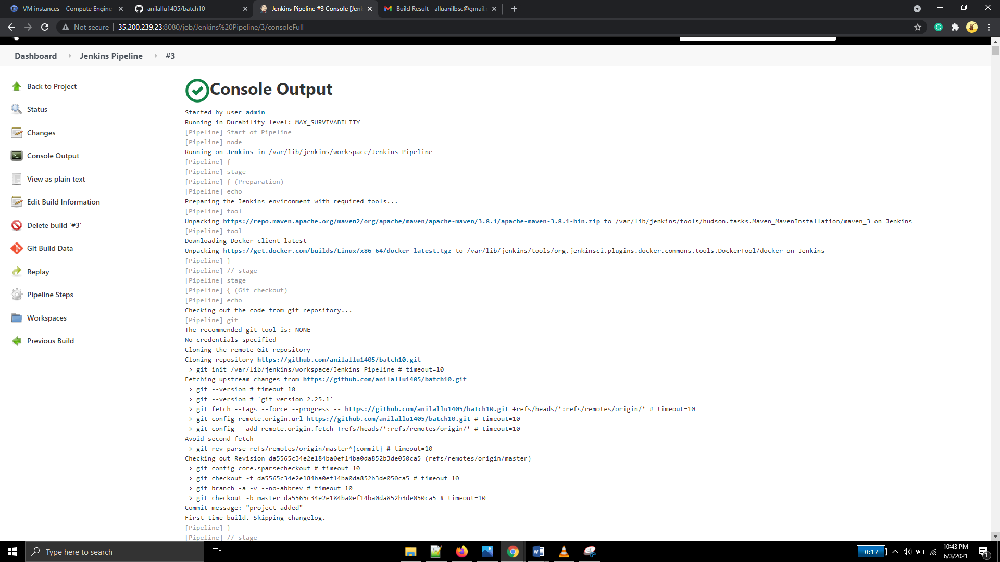 VM instances – Compute Engine
anilallu1405/batch10
Jenkins Pipeline #3 Console [Jen
Build Result - alluanilbsc@gmail.c
Not secure
35.200.239.23:8080/job/Jenkins%20Pipeline/3/consoleFull
Dashboard
Jenkins Pipeline
#3
Back to Project
Status
Changes
Console Output
View as plain text
Edit Build Information
Delete build ‘#3’
Git Build Data
Replay
Pipeline Steps
Workspaces
Previous Build
Console Output
Started by user admin
Running in Durability level: MAX_SURVIVABILITY
[Pipeline] Start of Pipeline
[Pipeline] node
Running on Jenkins in /var/lib/jenkins/workspace/Jenkins Pipeline
[Pipeline] {
[Pipeline] stage
[Pipeline] { (Preparation)
[Pipeline] echo
Preparing the Jenkins environment with required tools...
[Pipeline] tool
Unpacking https://repo.maven.apache.org/maven2/org/apache/maven/apache-maven/3.8.1/apache-maven-3.8.1-bin.zip to /var/lib/jenkins/tools/hudson.tasks.Maven_MavenInstallation/maven_3 on Jenkins
[Pipeline] tool
Downloading Docker client latest
Unpacking https://get.docker.com/builds/Linux/x86_64/docker-latest.tgz to /var/lib/jenkins/tools/org.jenkinsci.plugins.docker.commons.tools.DockerTool/docker on Jenkins
[Pipeline] }
[Pipeline] // stage
[Pipeline] stage
[Pipeline] { (Git checkout)
[Pipeline] echo
Checking out the code from git repository...
[Pipeline] git
The recommended git tool is: NONE
No credentials specified
Cloning the remote Git repository
Cloning repository https://github.com/anilallu1405/batch10.git
> git init /var/lib/jenkins/workspace/Jenkins Pipeline # timeout=10
Fetching upstream changes from https://github.com/anilallu1405/batch10.git
> git --version # timeout=10
> git --version # 'git version 2.25.1'
> git fetch --tags --force --progress -- https://github.com/anilallu1405/batch10.git +refs/heads/*:refs/remotes/origin/* # timeout=10
> git config remote.origin.url https://github.com/anilallu1405/batch10.git # timeout=10
> git config --add remote.origin.fetch +refs/heads/*:refs/remotes/origin/* # timeout=10
Avoid second fetch
> git rev-parse refs/remotes/origin/master^{commit} # timeout=10
Checking out Revision da5565c34e2e184ba0ef14ba0da852b3de050ca5 (refs/remotes/origin/master)
> git config core.sparsecheckout # timeout=10
> git checkout -f da5565c34e2e184ba0ef14ba0da852b3de050ca5 # timeout=10
> git branch -a -v --no-abbrev # timeout=10
> git checkout -b master da5565c34e2e184ba0ef14ba0da852b3de050ca5 # timeout=10
Commit message: "project added"
First time build. Skipping changelog.
[Pipeline] }
[Pipeline] // stage
Type here to search
0:17
10:43 PM
6/3/2021
1